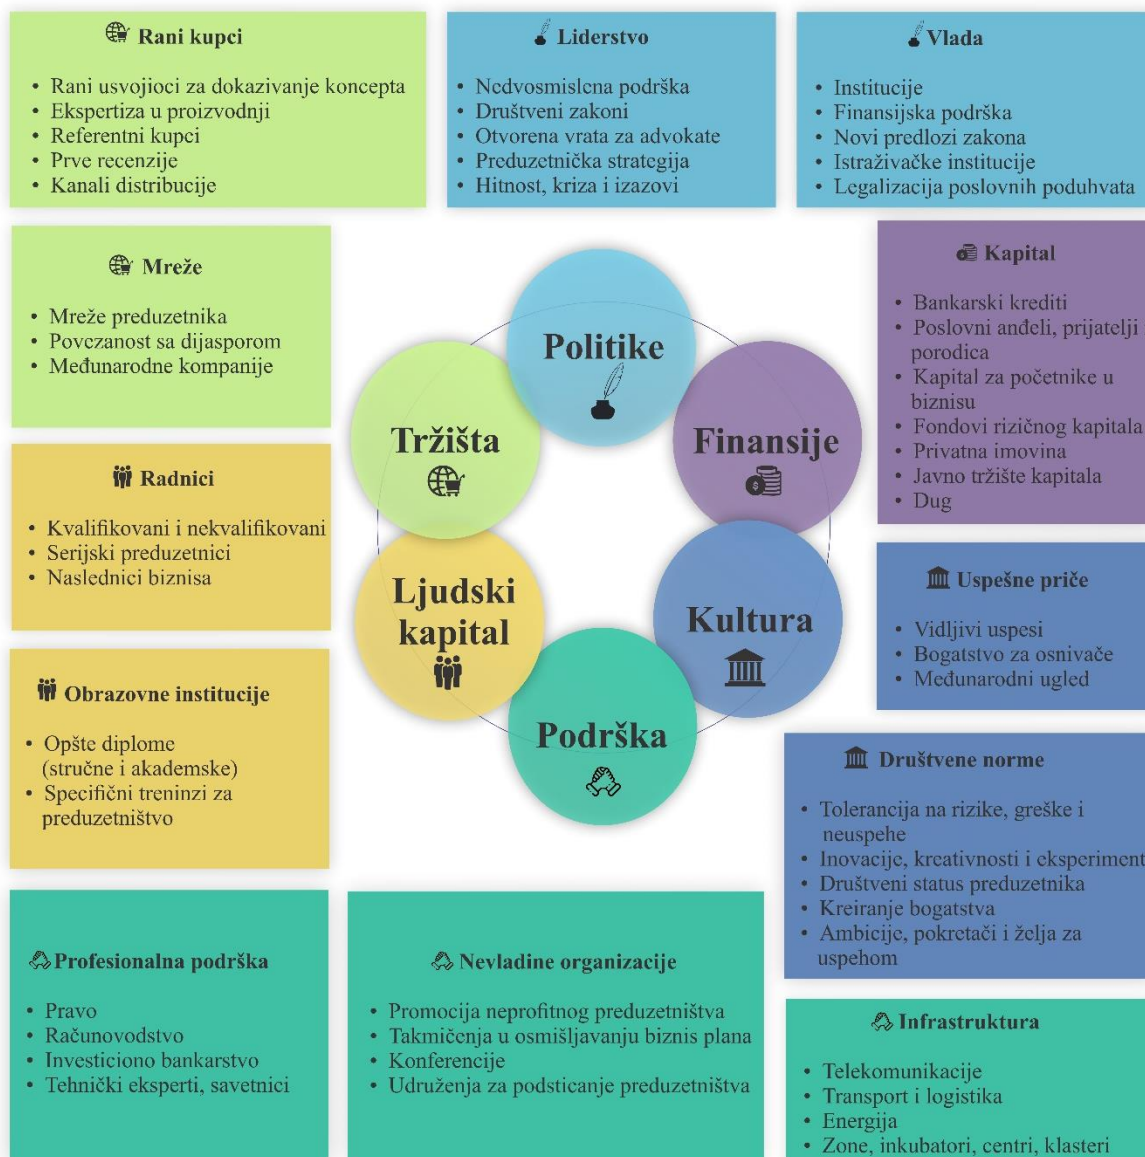 Rani kupci
• Rani usvojioci za dokazivanje koncepta
• Ekspertiza u proizvodnji
• Referentni kupci
• Prve recenzije
• Kanali distribucije
Liderstvo
• Nedvosmislena podrška
• Društveni zakoni
• Otvorena vrata za advokate
• Preduzetnička strategija
• Hitnost, kriza i izazovi
Vlada
• Institucije
• Finansijska podrška
• Novi predlozi zakona
• Istraživačke institucije
• Legalizacija poslovnih poduhvata
Mreže
• Mreže preduzetnika
• Povezanost sa dijasporom
• Međunarodne kompanije
Kapital
• Bankarski krediti
• Poslovni anđeli, prijatelji
porodica
• Kapital za početnike u
biznisu
• Fondovi rizičnog kapitala
• Privatna imovina
• Javno tržište kapitala
• Dug
Politike
Tržišta
Finansije
Ljudski
kapital
Kultura
Podrška
Radnici
• Kvalifikovani i nekvalifikovani
• Serijski preduzetnici
• Naslednici biznisa
Uspešne priče
• Vidljivi uspesi
• Bogatstvo za osnivače
• Međunarodni ugled
Obrazovne institucije
• Opšte diplome
(stručne i akademske)
• Specifični treninzi za
preduzetništvo
Društvene norme
• Tolerancija na rizike, greške i
neuspehe
• Inovacije, kreativnosti i eksperiment
• Društveni status preduzetnika
• Kreiranje bogatstva
• Ambicije, pokretači i želja za
uspehom
Profesionalna podrška
• Pravo
• Računovodstvo
• Investiciono bankarstvo
• Tehnički eksperti, savetnici
Nevladine organizacije
• Promocija neprofitnog preduzetništva
• Takmičenja u osmišljavanju biznis plana
• Konferencije
• Udruženja za podsticanje preduzetništva
Infrastruktura
• Telekomunikacije
• Transport i logistika
• Energija
• Zone, inkubatori, centri, klasteri